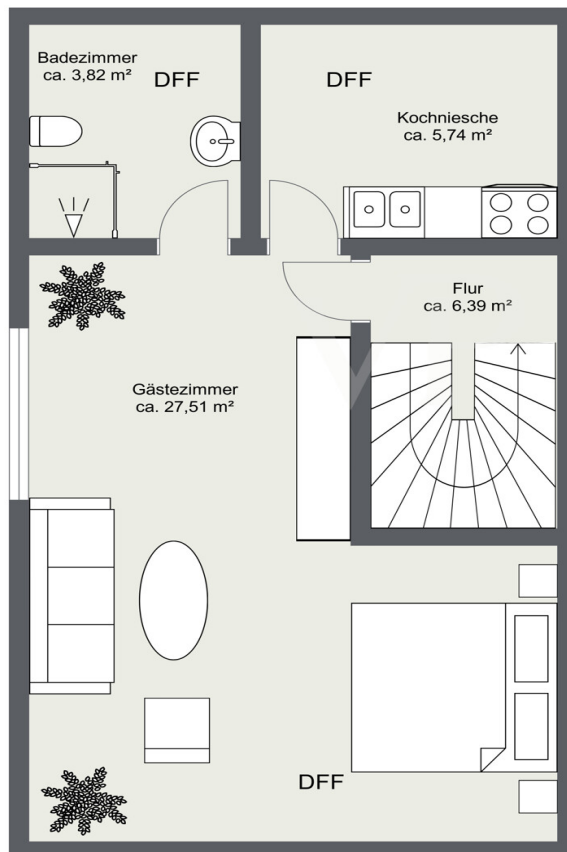 Badezimmer
ca. 3,82 m²
DFF
DFF
Kochniesche
ca. 5,74 m²
Flur
ca. 6,39 m²
Gästezimmer
ca. 27,51 m²
DFF